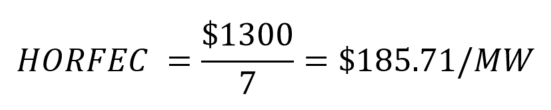 HORFEC = $1300 / 7 = $185.71/MW